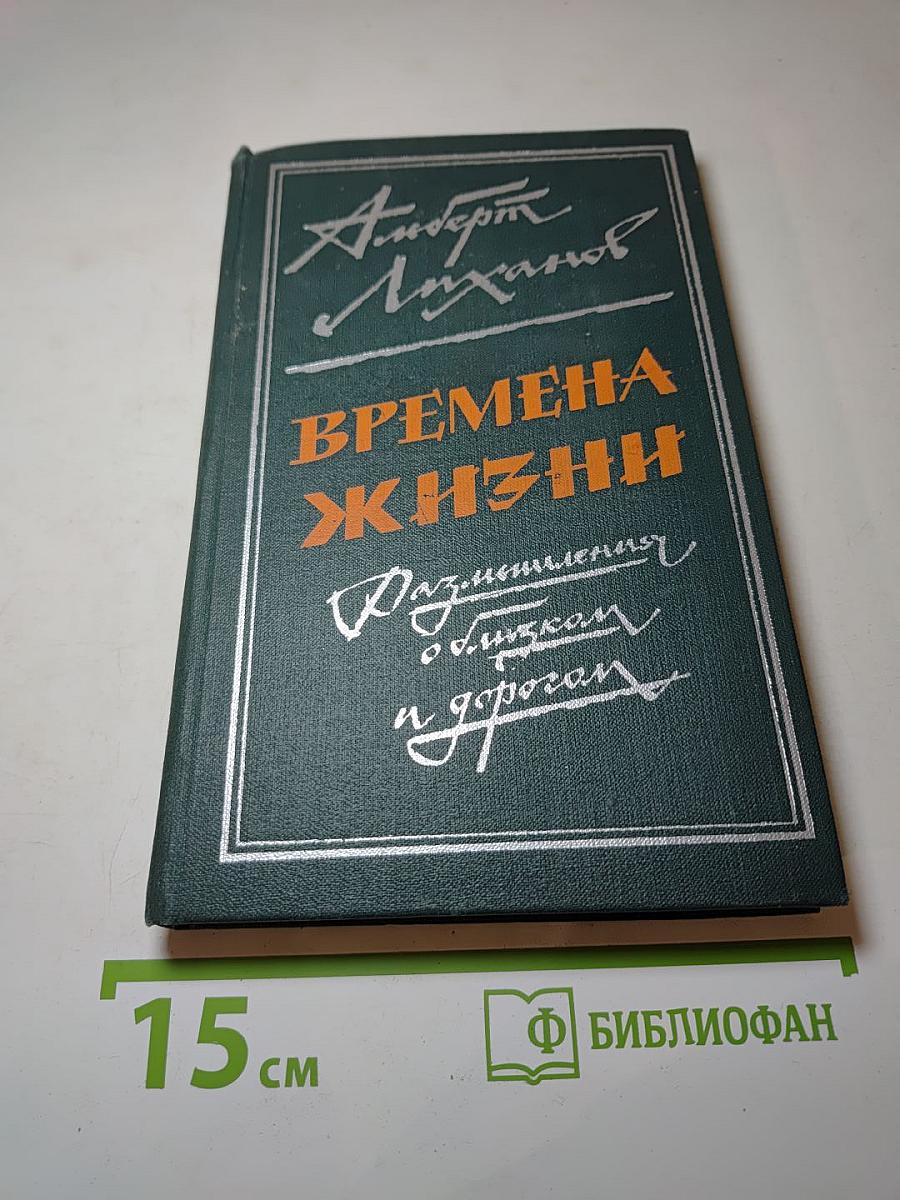 Альберт
Лиханов
ВРЕМЕНА
ЖИЗНИ
Размышления
о близком
и дорогом
15 см
Ф БИБЛИОФАН